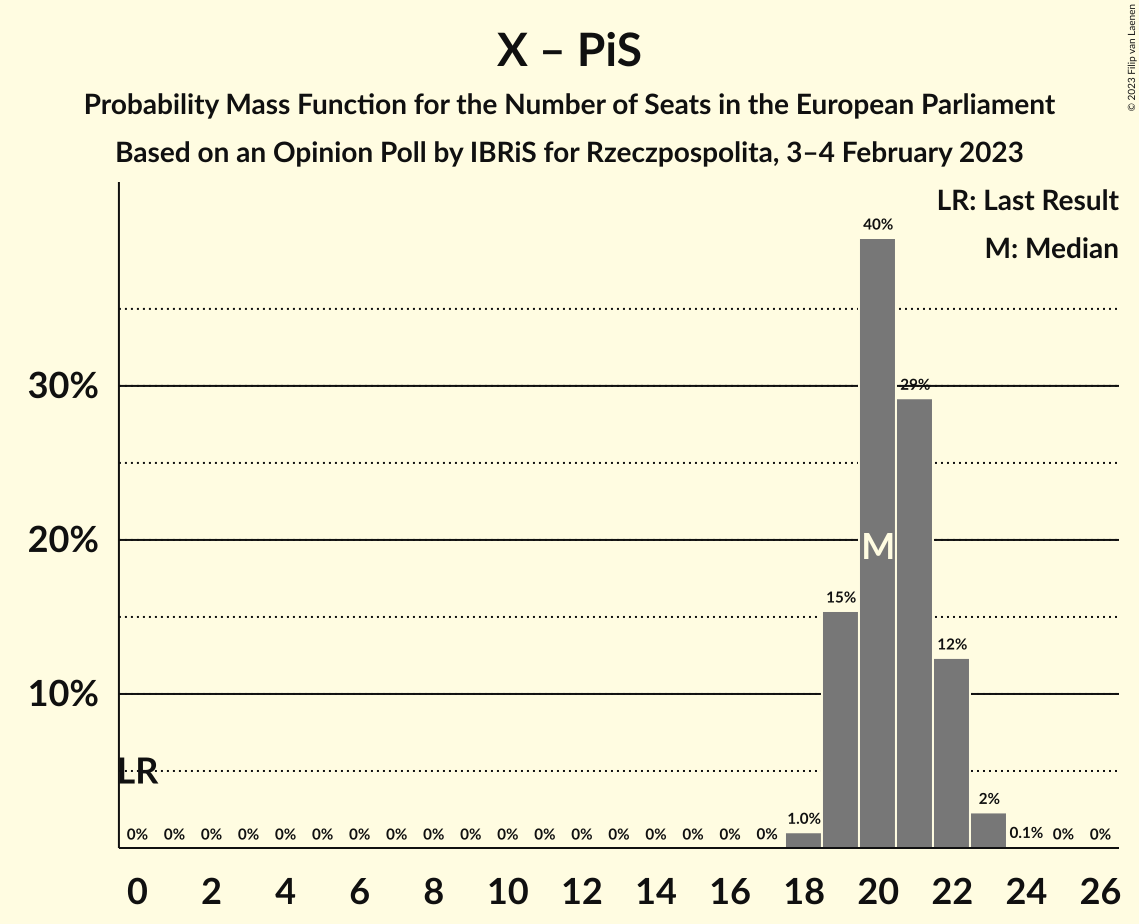 X – PiS
Probability Mass Function for the Number of Seats in the European Parliament
Based on an Opinion Poll by IBRiS for Rzeczpospolita, 3–4 February 2023
© 2023 Filip van Laenen
LR: Last Result
M: Median
40%
30%
29%
20%
M
15%
12%
10%
LR
0% 0% 0% 0% 0% 0% 0% 0% 0% 0% 0% 0% 0% 0% 0% 0% 0% 0% 1.0% 2% 0.1% 0% 0%
0 2 4 6 8 10 12 14 16 18 20 22 24 26